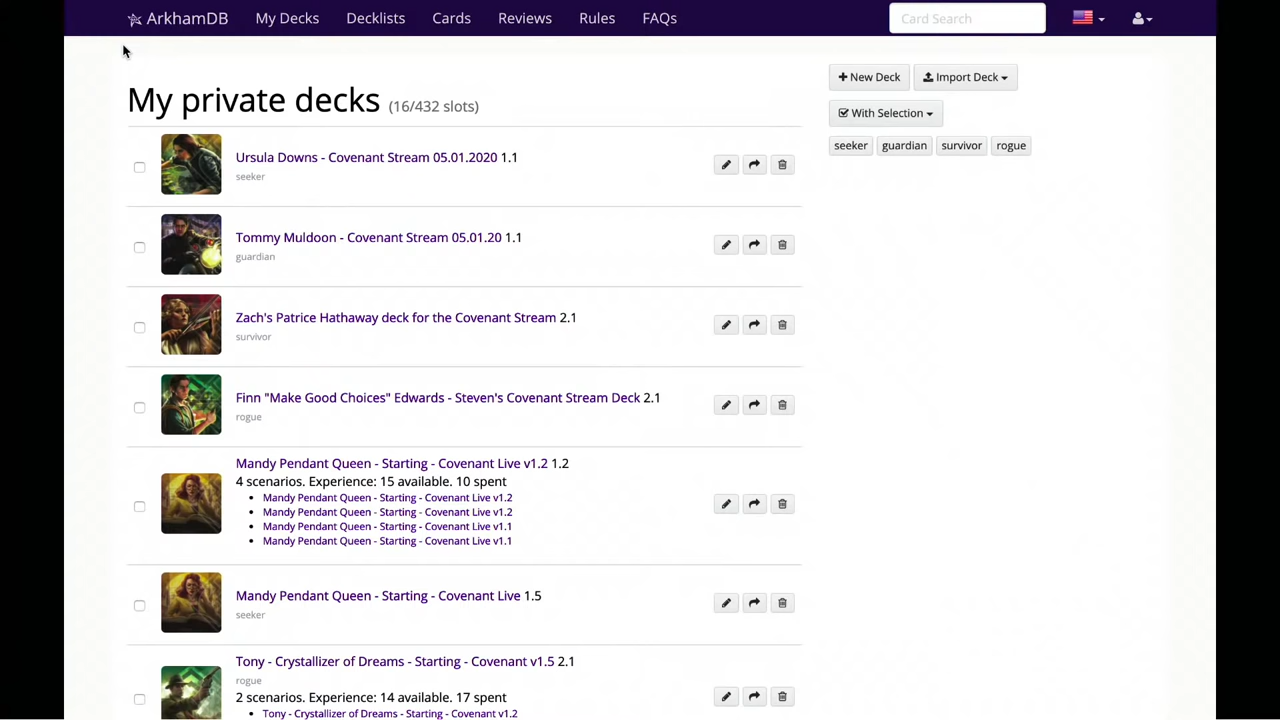 ArkhamDB My Decks Decklists Cards Reviews Rules FAQs Card Search
My private decks (16/432 slots)
New Deck Import Deck
With Selection
seeker guardian survivor rogue
Ursula Downs - Covenant Stream 05.01.2020 1.1
seeker
Tommy Muldoon - Covenant Stream 05.01.20 1.1
guardian
Zach's Patrice Hathaway deck for the Covenant Stream 2.1
survivor
Finn "Make Good Choices" Edwards - Steven's Covenant Stream Deck 2.1
rogue
Mandy Pendant Queen - Starting - Covenant Live v1.2 1.2
4 scenarios. Experience: 15 available. 10 spent
• Mandy Pendant Queen - Starting - Covenant Live v1.2
• Mandy Pendant Queen - Starting - Covenant Live v1.2
• Mandy Pendant Queen - Starting - Covenant Live v1.1
• Mandy Pendant Queen - Starting - Covenant Live v1.1
Mandy Pendant Queen - Starting - Covenant Live 1.5
seeker
Tony - Crystallizer of Dreams - Starting - Covenant v1.5 2.1
rogue
2 scenarios. Experience: 14 available. 17 spent
• Tony - Crystallizer of Dreams - Starting - Covenant v1.2